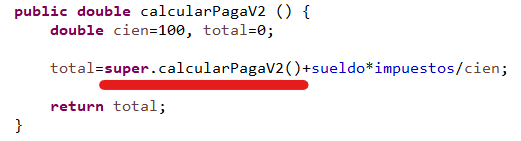 public double calcularPagaV2 () {
double cien=100, total=0;
total=super.calcularPagaV2()+sueldo*impuestos/cien;
return total;
}